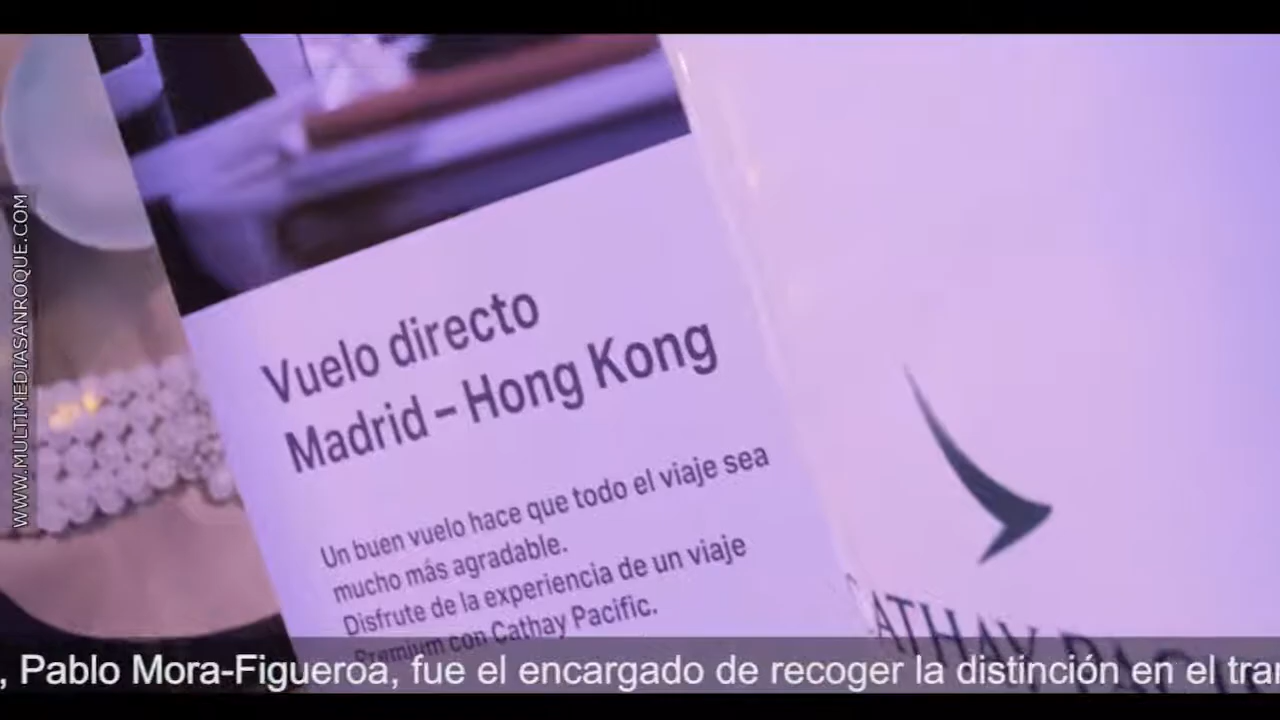 WWW.MULTIMEDIASANROQUE.COM
Vuelo directo
Madrid – Hong Kong
Un buen vuelo hace que todo el viaje sea
mucho más agradable.
Disfrute de la experiencia de un viaje
Premium con Cathay Pacific.
CATHAY PACIFIC
, Pablo Mora-Figueroa, fue el encargado de recoger la distinción en el